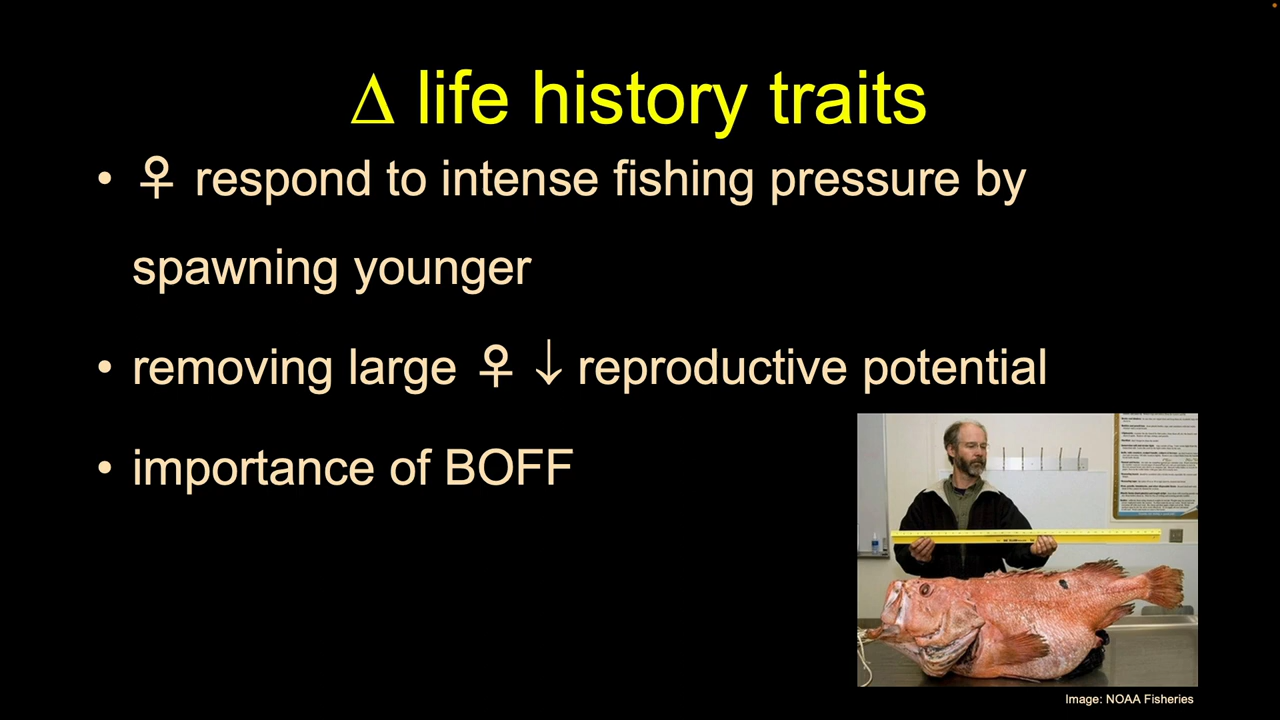 Δ life history traits
• ♀ respond to intense fishing pressure by
spawning younger
• removing large ♀ ↓ reproductive potential
• importance of BOFF
Image: NOAA Fisheries